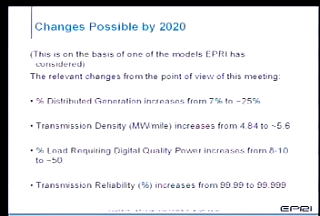 Changes Possible by 2020
(This is on the basis of one of the models EPRI has
considered)
The relevant changes from the point of view of this meeting:
• % Distributed Generation increases from 7% to ~25%
• Transmission Density (MW/mile) increases from 4.84 to ~5.6
• % Load Requiring Digital Quality Power increases from 8-10
to ~50
• Transmission Reliability (%) increases from 99.99 to 99.999
EPRI